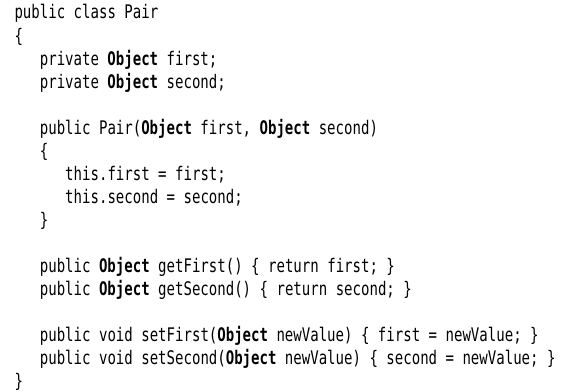 public class Pair
{
   private Object first;
   private Object second;

   public Pair(Object first, Object second)
   {
      this.first = first;
      this.second = second;
   }

   public Object getFirst() { return first; }
   public Object getSecond() { return second; }

   public void setFirst(Object newValue) { first = newValue; }
   public void setSecond(Object newValue) { second = newValue; }
}